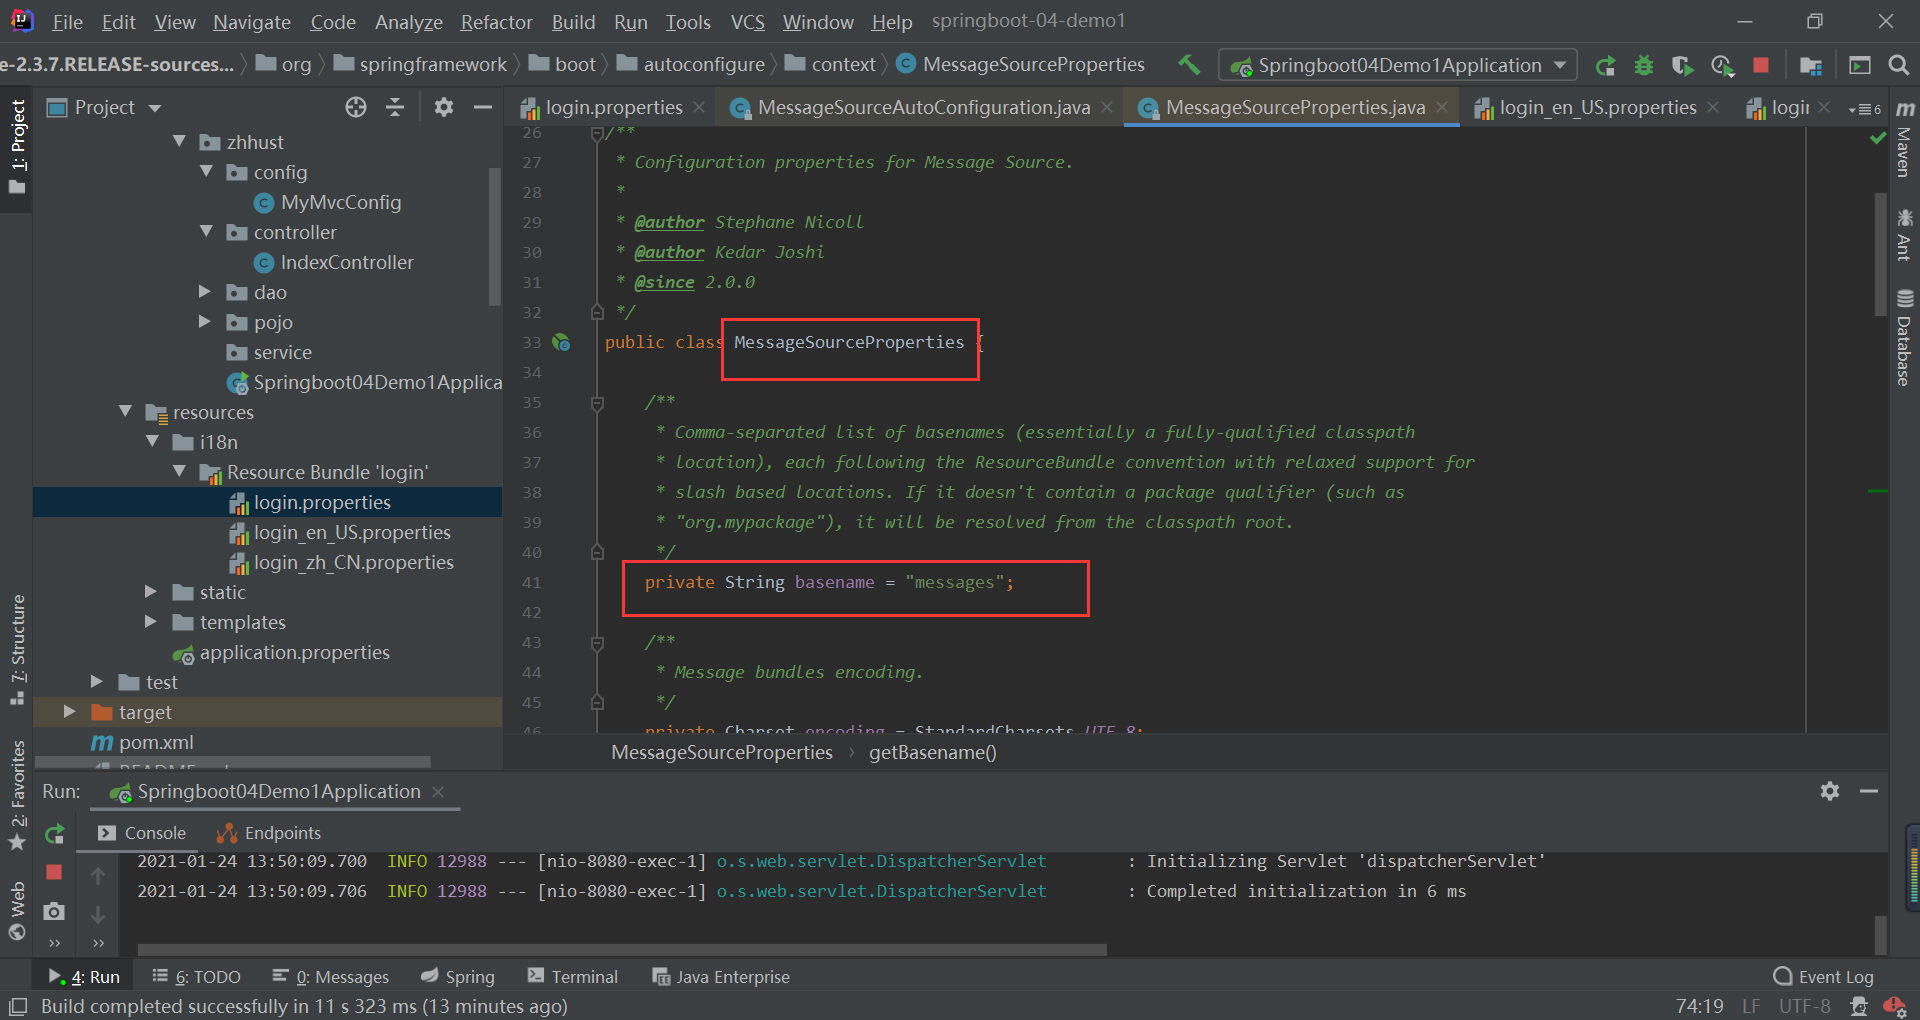 File Edit View Navigate Code Analyze Refactor Build Run Tools VCS Window Help springboot-04-demo1
e-2.3.7.RELEASE-sources... org springframework boot autoconfigure context MessageSourceProperties Springboot04Demo1Application
1: Project
7: Structure
2: Favorites
Web
Project
zhhust
config
MyMvcConfig
controller
IndexController
dao
pojo
service
Springboot04Demo1Applica
resources
i18n
Resource Bundle 'login'
login.properties
login_en_US.properties
login_zh_CN.properties
static
templates
application.properties
test
target
pom.xml
login.properties MessageSourceAutoConfiguration.java MessageSourceProperties.java login_en_US.properties login 6
26 /**
27 * Configuration properties for Message Source.
28 *
29 * @author Stephane Nicoll
30 * @author Kedar Joshi
31 * @since 2.0.0
32 */
33 public class MessageSourceProperties {
34
35 /**
36 * Comma-separated list of basenames (essentially a fully-qualified classpath
37 * location), each following the ResourceBundle convention with relaxed support for
38 * slash based locations. If it doesn't contain a package qualifier (such as
39 * "org.mypackage"), it will be resolved from the classpath root.
40 */
41 private String basename = "messages";
42
43 /**
44 * Message bundles encoding.
45 */
46 private Charset encoding = StandardCharsets.UTF_8;
MessageSourceProperties › getBasename()
Maven
Ant
Database
Run: Springboot04Demo1Application
Console Endpoints
2021-01-24 13:50:09.700 INFO 12988 --- [nio-8080-exec-1] o.s.web.servlet.DispatcherServlet : Initializing Servlet 'dispatcherServlet'
2021-01-24 13:50:09.706 INFO 12988 --- [nio-8080-exec-1] o.s.web.servlet.DispatcherServlet : Completed initialization in 6 ms
4: Run 6: TODO 0: Messages Spring Terminal Java Enterprise Event Log
Build completed successfully in 11 s 323 ms (13 minutes ago) 74:19 LF UTF-8